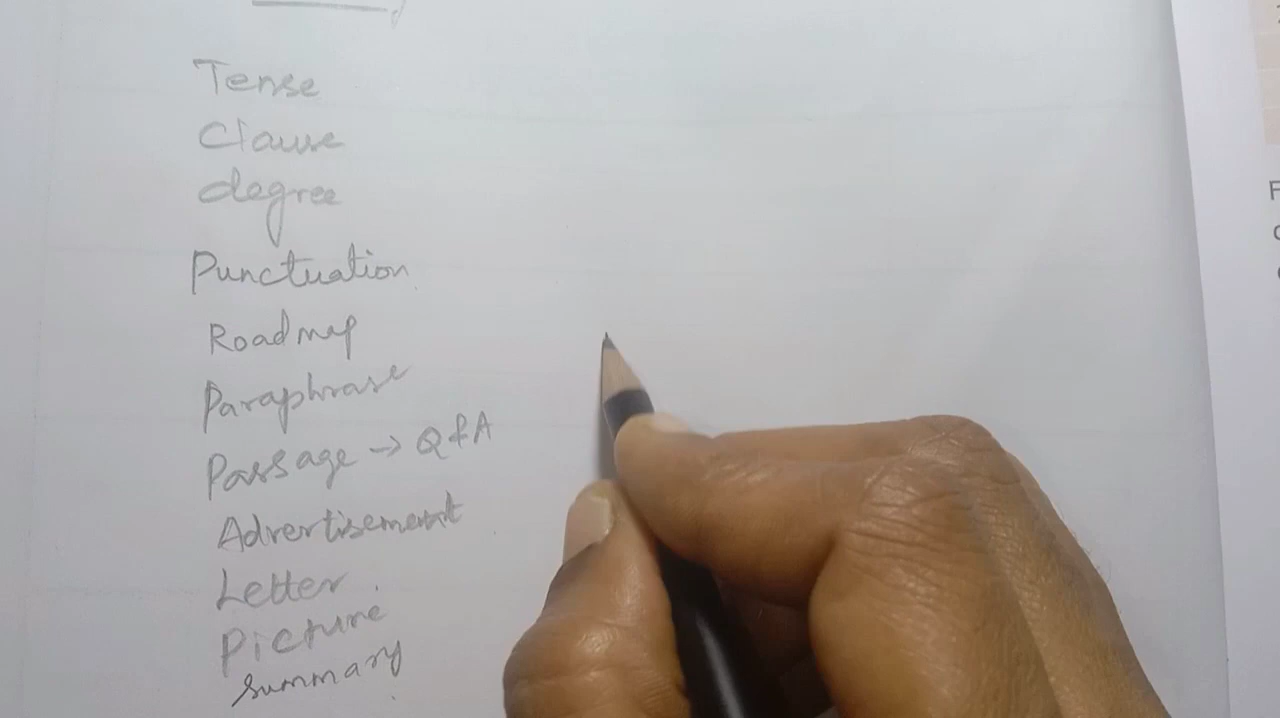 Tense
Clause
degree
Punctuation
Roadmap
Paraphrase
Passage → Q & A
Advertisement
Letter
Picture
Summary